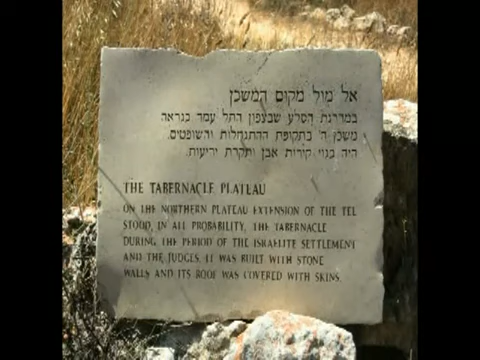 אל מול מקום המשכן
במדרגת הסלע שבצפון התל עמד כנראה
משכן ה' בתקופת ההתנחלות והשופטים.
היה בנוי קירות אבן ותקרת יריעות.
THE TABERNACLE PLATEAU
ON THE NORTHERN PLATEAU EXTENSION OF THE TEL
STOOD, IN ALL PROBABILITY, THE TABERNACLE
DURING THE PERIOD OF THE ISRAELITE SETTLEMENT
AND THE JUDGES. IT WAS BUILT WITH STONE
WALLS AND ITS ROOF WAS COVERED WITH SKINS.